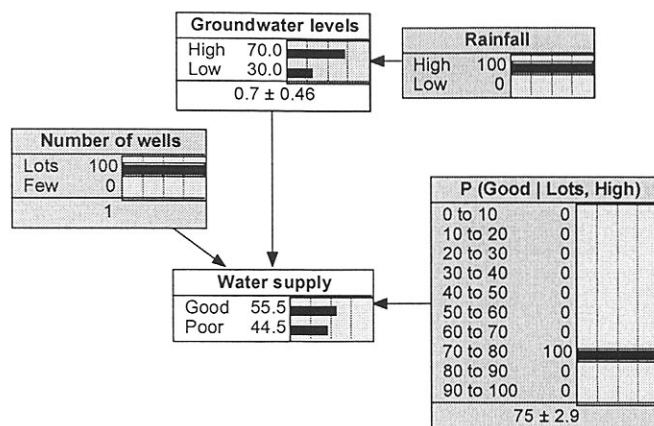 Groundwater levels
High 70.0
Low 30.0
0.7 ± 0.46
Rainfall
High 100
Low 0
Number of wells
Lots 100
Few 0
1
P (Good | Lots, High)
0 to 10 0
10 to 20 0
20 to 30 0
30 to 40 0
40 to 50 0
50 to 60 0
60 to 70 0
70 to 80 100
80 to 90 0
90 to 100 0
75 ± 2.9
Water supply
Good 55.5
Poor 44.5